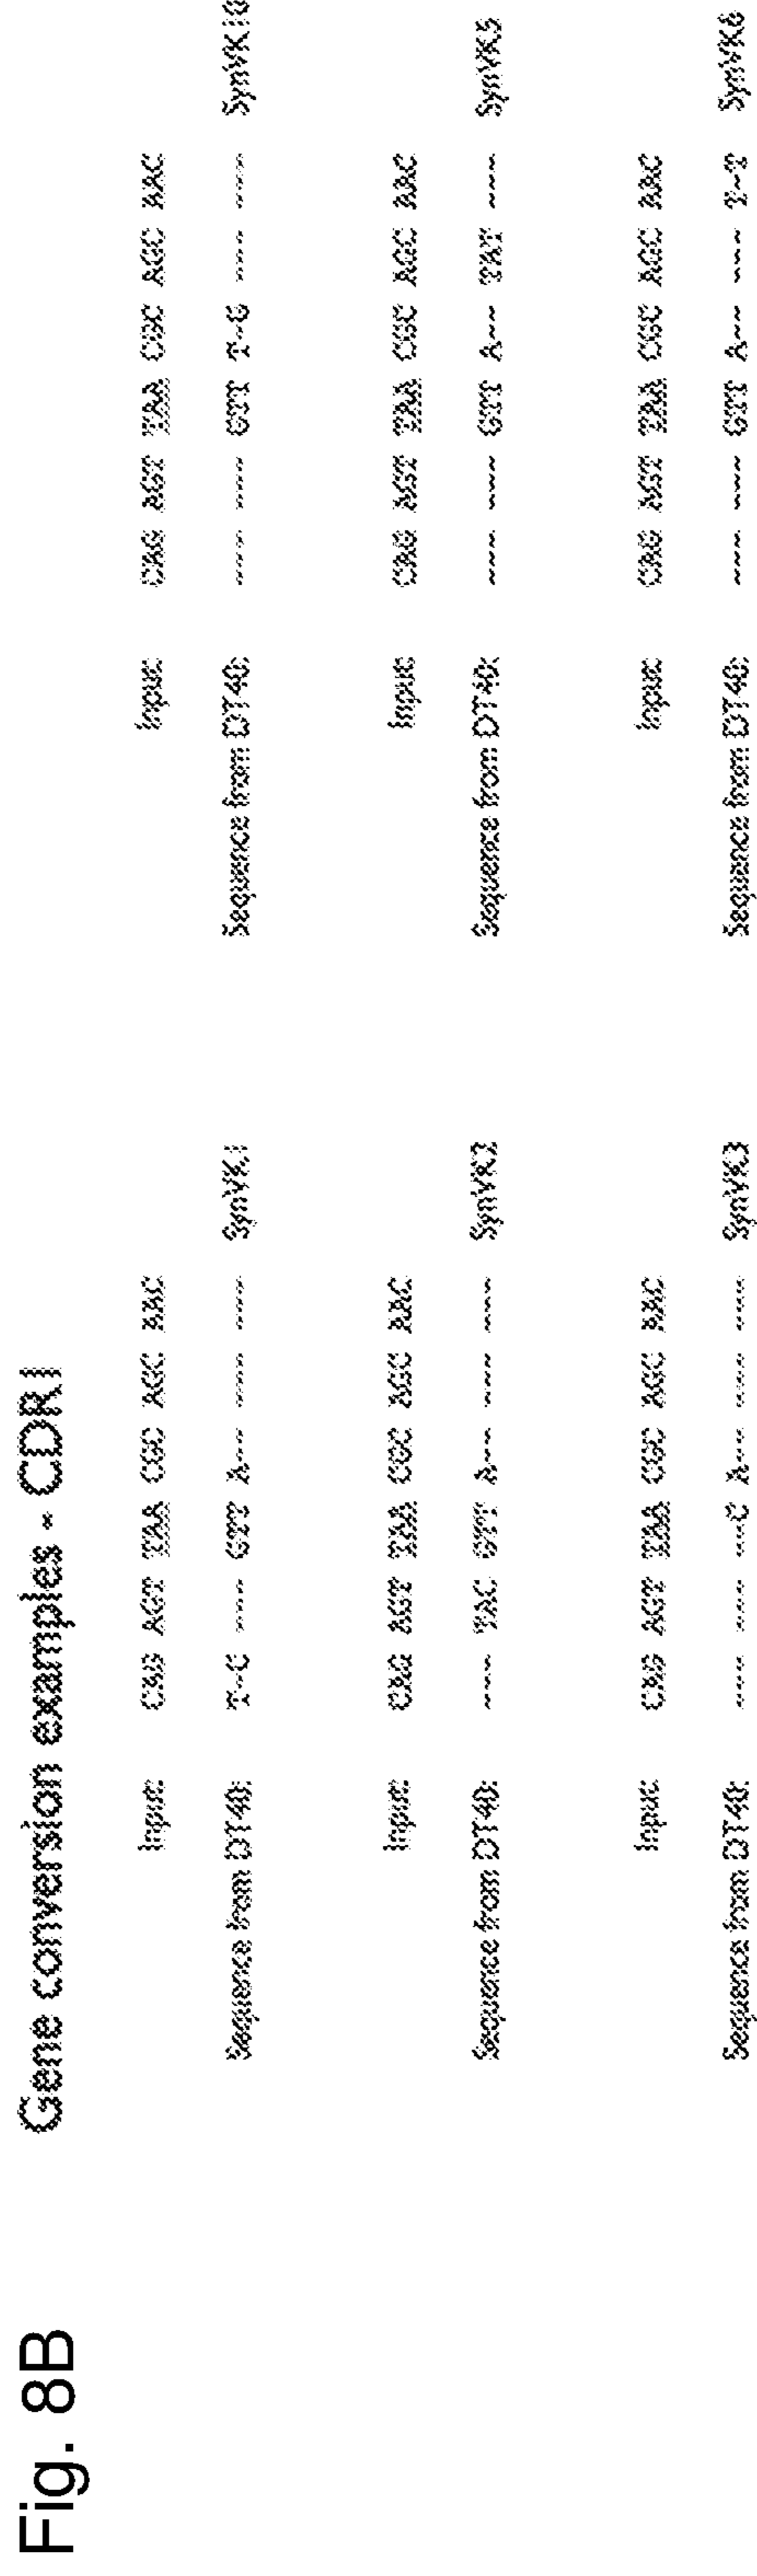 Fig. 8B
Gene conversion examples - CDR1
Input: CAG AGT TAA CGC AGC AAC
Sequence from DT40: T-C --- GTT A-- --- --- SynVK1
Input: CAG AGT TAA CGC AGC AAC
Sequence from DT40: --- TAC GTT A-- --- --- SynVK2
Input: CAG AGT TAA CGC AGC AAC
Sequence from DT40: --- --- --C A-- --- --- SynVK3
Input: CAG AGT TAA CGC AGC AAC
Sequence from DT40: --- --- GTT T-G --- --- SynVK10
Input: CAG AGT TAA CGC AGC AAC
Sequence from DT40: --- --- GTT A-- TAT --- SynVK5
Input: CAG AGT TAA CGC AGC AAC
Sequence from DT40: --- --- GTT A-- --- T-T SynVK6